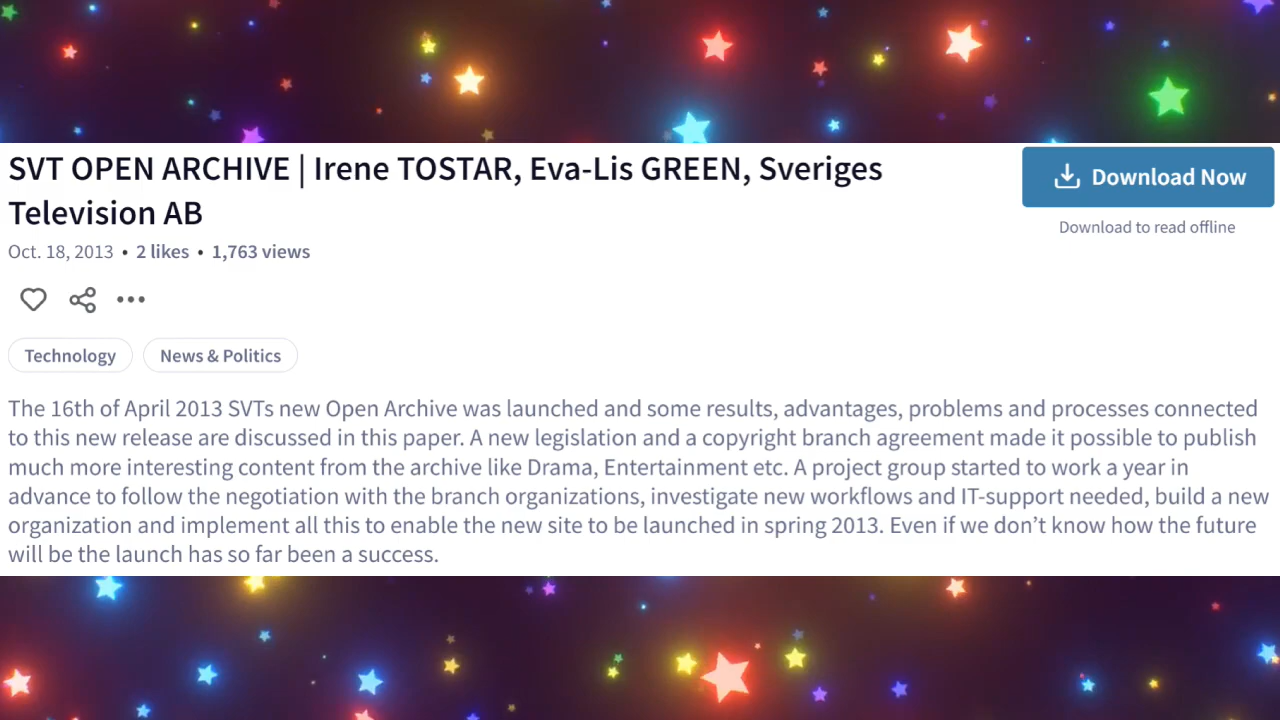 SVT OPEN ARCHIVE | Irene TOSTAR, Eva-Lis GREEN, Sveriges
Television AB
Download Now
Download to read offline
Oct. 18, 2013 • 2 likes • 1,763 views
Technology
News & Politics
The 16th of April 2013 SVTs new Open Archive was launched and some results, advantages, problems and processes connected
to this new release are discussed in this paper. A new legislation and a copyright branch agreement made it possible to publish
much more interesting content from the archive like Drama, Entertainment etc. A project group started to work a year in
advance to follow the negotiation with the branch organizations, investigate new workflows and IT-support needed, build a new
organization and implement all this to enable the new site to be launched in spring 2013. Even if we don’t know how the future
will be the launch has so far been a success.